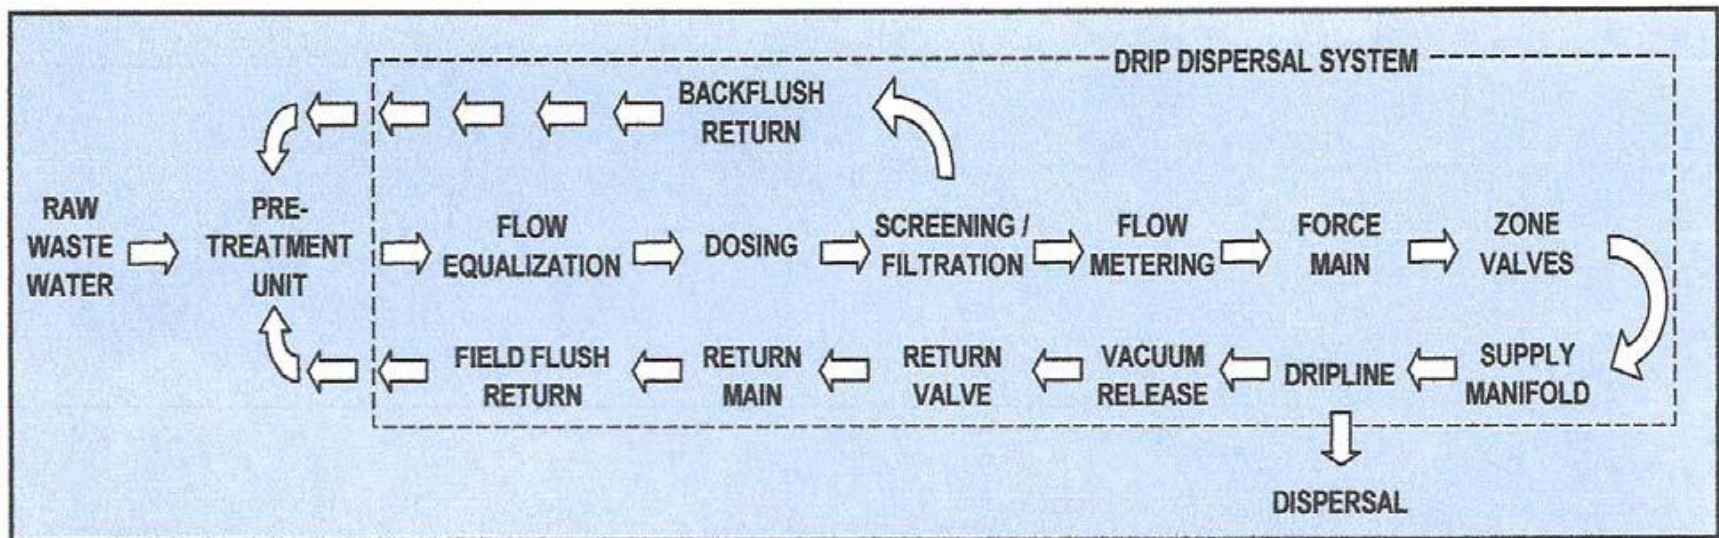 DRIP DISPERSAL SYSTEM
BACKFLUSH
RETURN
RAW
WASTE
WATER
PRE-
TREATMENT
UNIT
FLOW
EQUALIZATION
DOSING
SCREENING /
FILTRATION
FLOW
METERING
FORCE
MAIN
ZONE
VALVES
SUPPLY
MANIFOLD
DRIPLINE
VACUUM
RELEASE
RETURN
VALVE
RETURN
MAIN
FIELD FLUSH
RETURN
DISPERSAL